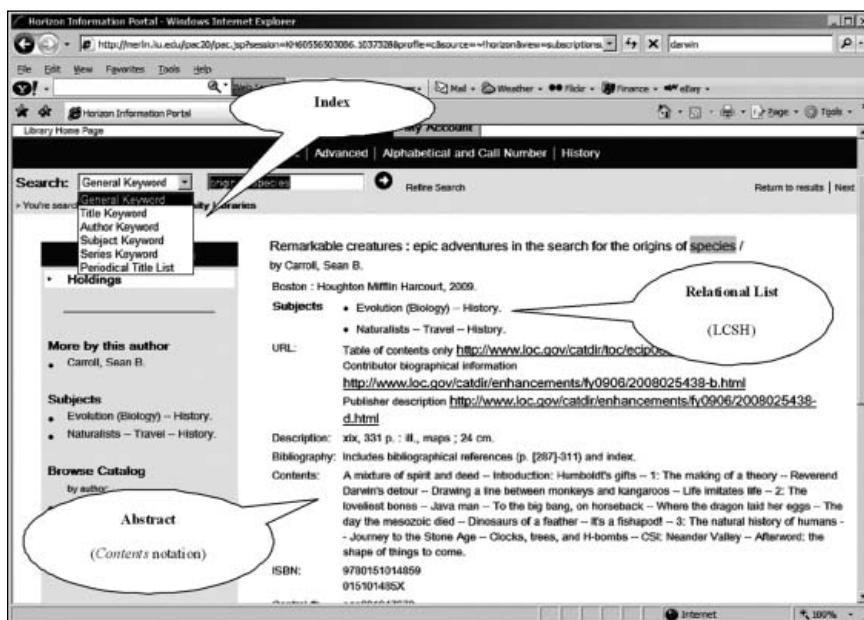 Horizon Information Portal - Windows Internet Explorer
darwin
File Edit View Favorites Tools Help
Mail Weather Flickr Finance eBay
Horizon Information Portal
Page Tools
Index
Library Home Page
My Account
Advanced | Alphabetical and Call Number | History
Search: General Keyword
Refine Search
Return to results | Next
General Keyword
Title Keyword
Author Keyword
Subject Keyword
Series Keyword
Periodical Title List
Holdings
Remarkable creatures : epic adventures in the search for the origins of species /
by Carroll, Sean B.
Boston : Houghton Mifflin Harcourt, 2009.
Subjects • Evolution (Biology) -- History.
• Naturalists -- Travel -- History.
Relational List
(LCSH)
URL: Table of contents only
Contributor biographical information
http://www.loc.gov/catdir/enhancements/fy0906/2008025438-b.html
Publisher description http://www.loc.gov/catdir/enhancements/fy0906/2008025438-
d.html
Description: xix, 331 p. : ill., maps ; 24 cm.
Bibliography: Includes bibliographical references (p. [287]-311) and index.
Contents: A mixture of spirit and deed -- Introduction: Humboldt's gifts -- 1: The making of a theory -- Reverend
Darwin's detour -- Drawing a line between monkeys and kangaroos -- Life imitates life -- 2: The
loveliest bones -- Java man -- To the big bang, on horseback -- Where the dragon laid her eggs -- The
day the mesozoic died -- Dinosaurs of a feather -- It's a fishapod! -- 3: The natural history of humans -
- Journey to the Stone Age -- Clocks, trees, and H-bombs -- CSI: Neander Valley -- Afterword: the
shape of things to come.
ISBN: 9780151014859
015101485X
More by this author
• Carroll, Sean B.
Subjects
• Evolution (Biology) -- History.
• Naturalists -- Travel -- History.
Browse Catalog
by author
Abstract
(Contents notation)
Internet
100%